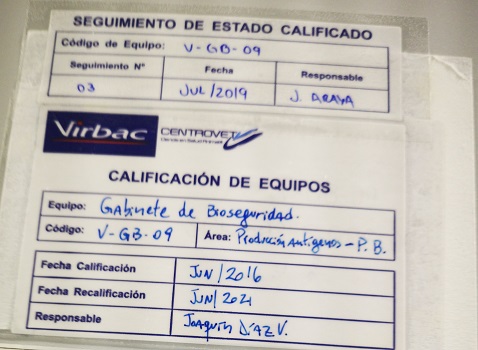 SEGUIMIENTO DE ESTADO CALIFICADO
Código de Equipo: V-GB-09
Seguimiento Nº Fecha Responsable
03 JUL/2019 J. ARAYA
Virbac CENTROVET
CALIFICACIÓN DE EQUIPOS
Equipo: Gabinete de Bioseguridad.
Código: V-GB-09 Área: Producción Antígenos - P.B.
Fecha Calificación JUN/2016
Fecha Recalificación JUN/2021
Responsable Joaquín Díaz V.